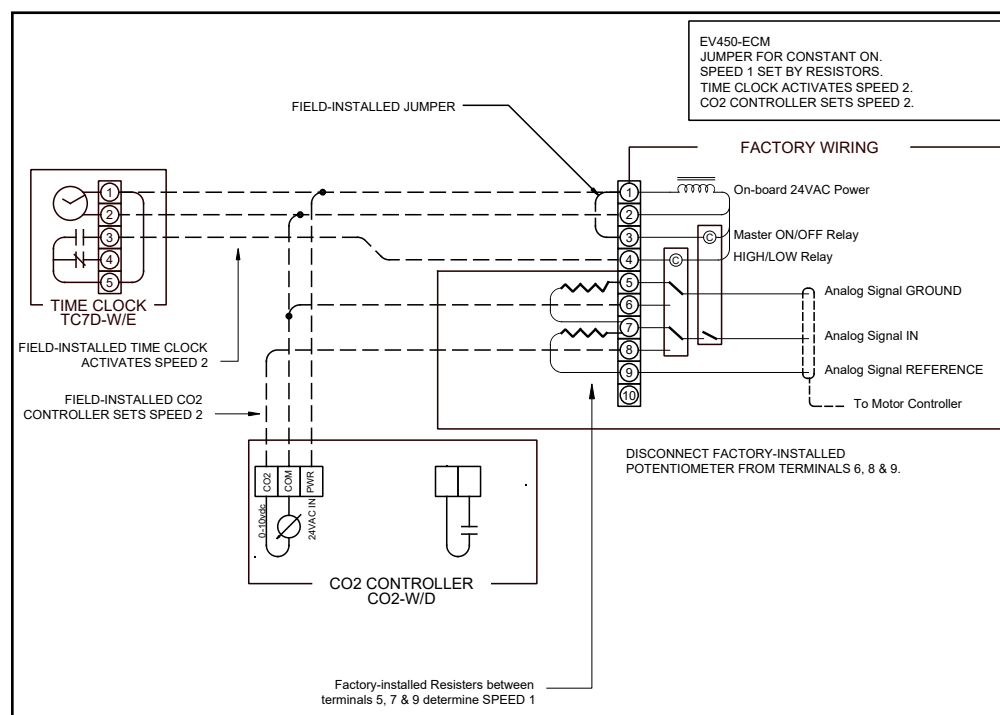 EV450-ECM
JUMPER FOR CONSTANT ON.
SPEED 1 SET BY RESISTORS.
TIME CLOCK ACTIVATES SPEED 2.
CO2 CONTROLLER SETS SPEED 2.
FIELD-INSTALLED JUMPER
FACTORY WIRING
1
2
3
4
5
TIME CLOCK
TC7D-W/E
FIELD-INSTALLED TIME CLOCK
ACTIVATES SPEED 2
FIELD-INSTALLED CO2
CONTROLLER SETS SPEED 2
1
2
3
4
5
6
7
8
9
10
On-board 24VAC Power
Master ON/OFF Relay
C
HIGH/LOW Relay
C
Analog Signal GROUND
Analog Signal IN
Analog Signal REFERENCE
To Motor Controller
DISCONNECT FACTORY-INSTALLED
POTENTIOMETER FROM TERMINALS 6, 8 & 9.
CO2
COM
PWR
0-10vdc
24VAC IN
CO2 CONTROLLER
CO2-W/D
Factory-installed Resisters between
terminals 5, 7 & 9 determine SPEED 1